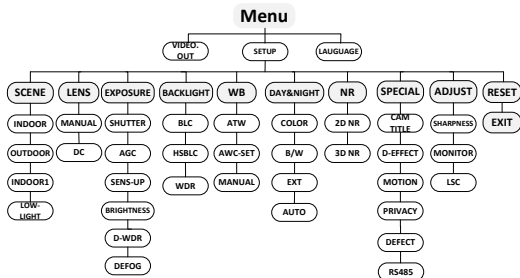 Menu
VIDEO.
OUT
SETUP
LAUGUAGE
SCENE
LENS
EXPOSURE
BACKLIGHT
WB
DAY&NIGHT
NR
SPECIAL
ADJUST
RESET
EXIT
INDOOR
OUTDOOR
INDOOR1
LOW-
LIGHT
MANUAL
DC
SHUTTER
AGC
SENS-UP
BRIGHTNESS
D-WDR
DEFOG
BLC
HSBLC
WDR
ATW
AWC-SET
MANUAL
COLOR
B/W
EXT
AUTO
2D NR
3D NR
CAM
TITLE
D-EFFECT
MOTION
PRIVACY
DEFECT
RS485
SHARPNESS
MONITOR
LSC